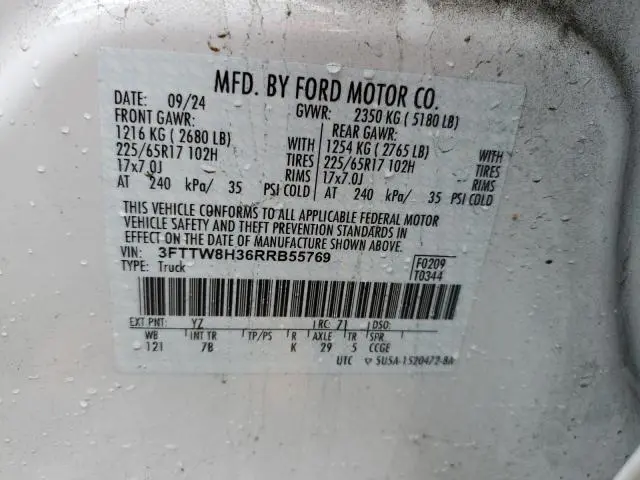 MFD. BY FORD MOTOR CO.
DATE: 09/24 GVWR: 2350 KG ( 5180 LB)
FRONT GAWR: REAR GAWR:
1216 KG ( 2680 LB) WITH 1254 KG ( 2765 LB) WITH
225/65R17 102H TIRES 225/65R17 102H TIRES
17x7.0J RIMS 17x7.0J RIMS
AT 240 kPa/ 35 PSI COLD AT 240 kPa/ 35 PSI COLD
THIS VEHICLE CONFORMS TO ALL APPLICABLE FEDERAL MOTOR
VEHICLE SAFETY AND THEFT PREVENTION STANDARDS IN
EFFECT ON THE DATE OF MANUFACTURE SHOWN ABOVE.
VIN: 3FTTW8H36RRB55769 F0209
TYPE: Truck T0344
EXT PNT: YZ RC: 71 DSO:
WB INT TR TP/PS R AXLE TR SPR
121 7B K 29 5 CCGE
UTC ▽ 5USA-1520472-BA